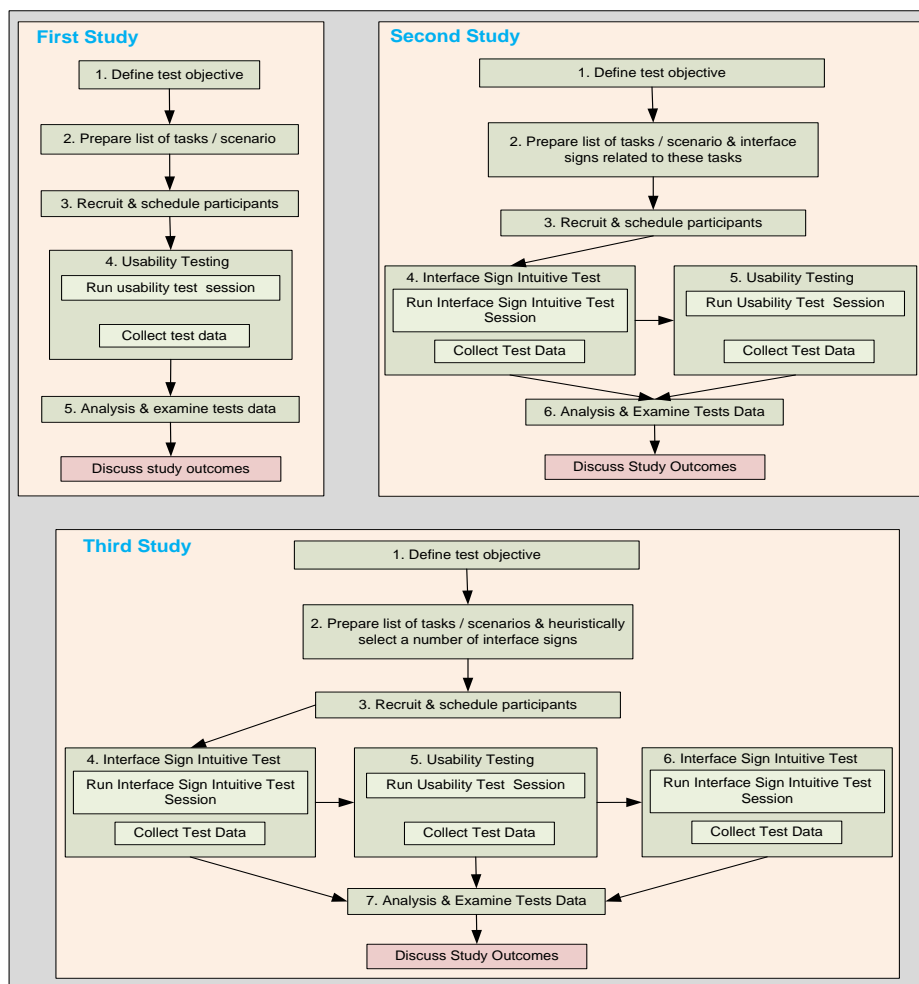 First Study
1. Define test objective
2. Prepare list of tasks / scenario
3. Recruit & schedule participants
4. Usability Testing
Run usability test session
Collect test data
5. Analysis & examine tests data
Discuss study outcomes
Second Study
1. Define test objective
2. Prepare list of tasks / scenario & interface
signs related to these tasks
3. Recruit & schedule participants
4. Interface Sign Intuitive Test
Run Interface Sign Intuitive Test
Session
Collect Test Data
5. Usability Testing
Run Usability Test Session
Collect Test Data
6. Analysis & Examine Tests Data
Discuss Study Outcomes
Third Study
1. Define test objective
2. Prepare list of tasks / scenarios & heuristically
select a number of interface signs
3. Recruit & schedule participants
4. Interface Sign Intuitive Test
Run Interface Sign Intuitive Test
Session
Collect Test Data
5. Usability Testing
Run Usability Test Session
Collect Test Data
6. Interface Sign Intuitive Test
Run Interface Sign Intuitive Test
Session
Collect Test Data
7. Analysis & Examine Tests Data
Discuss Study Outcomes